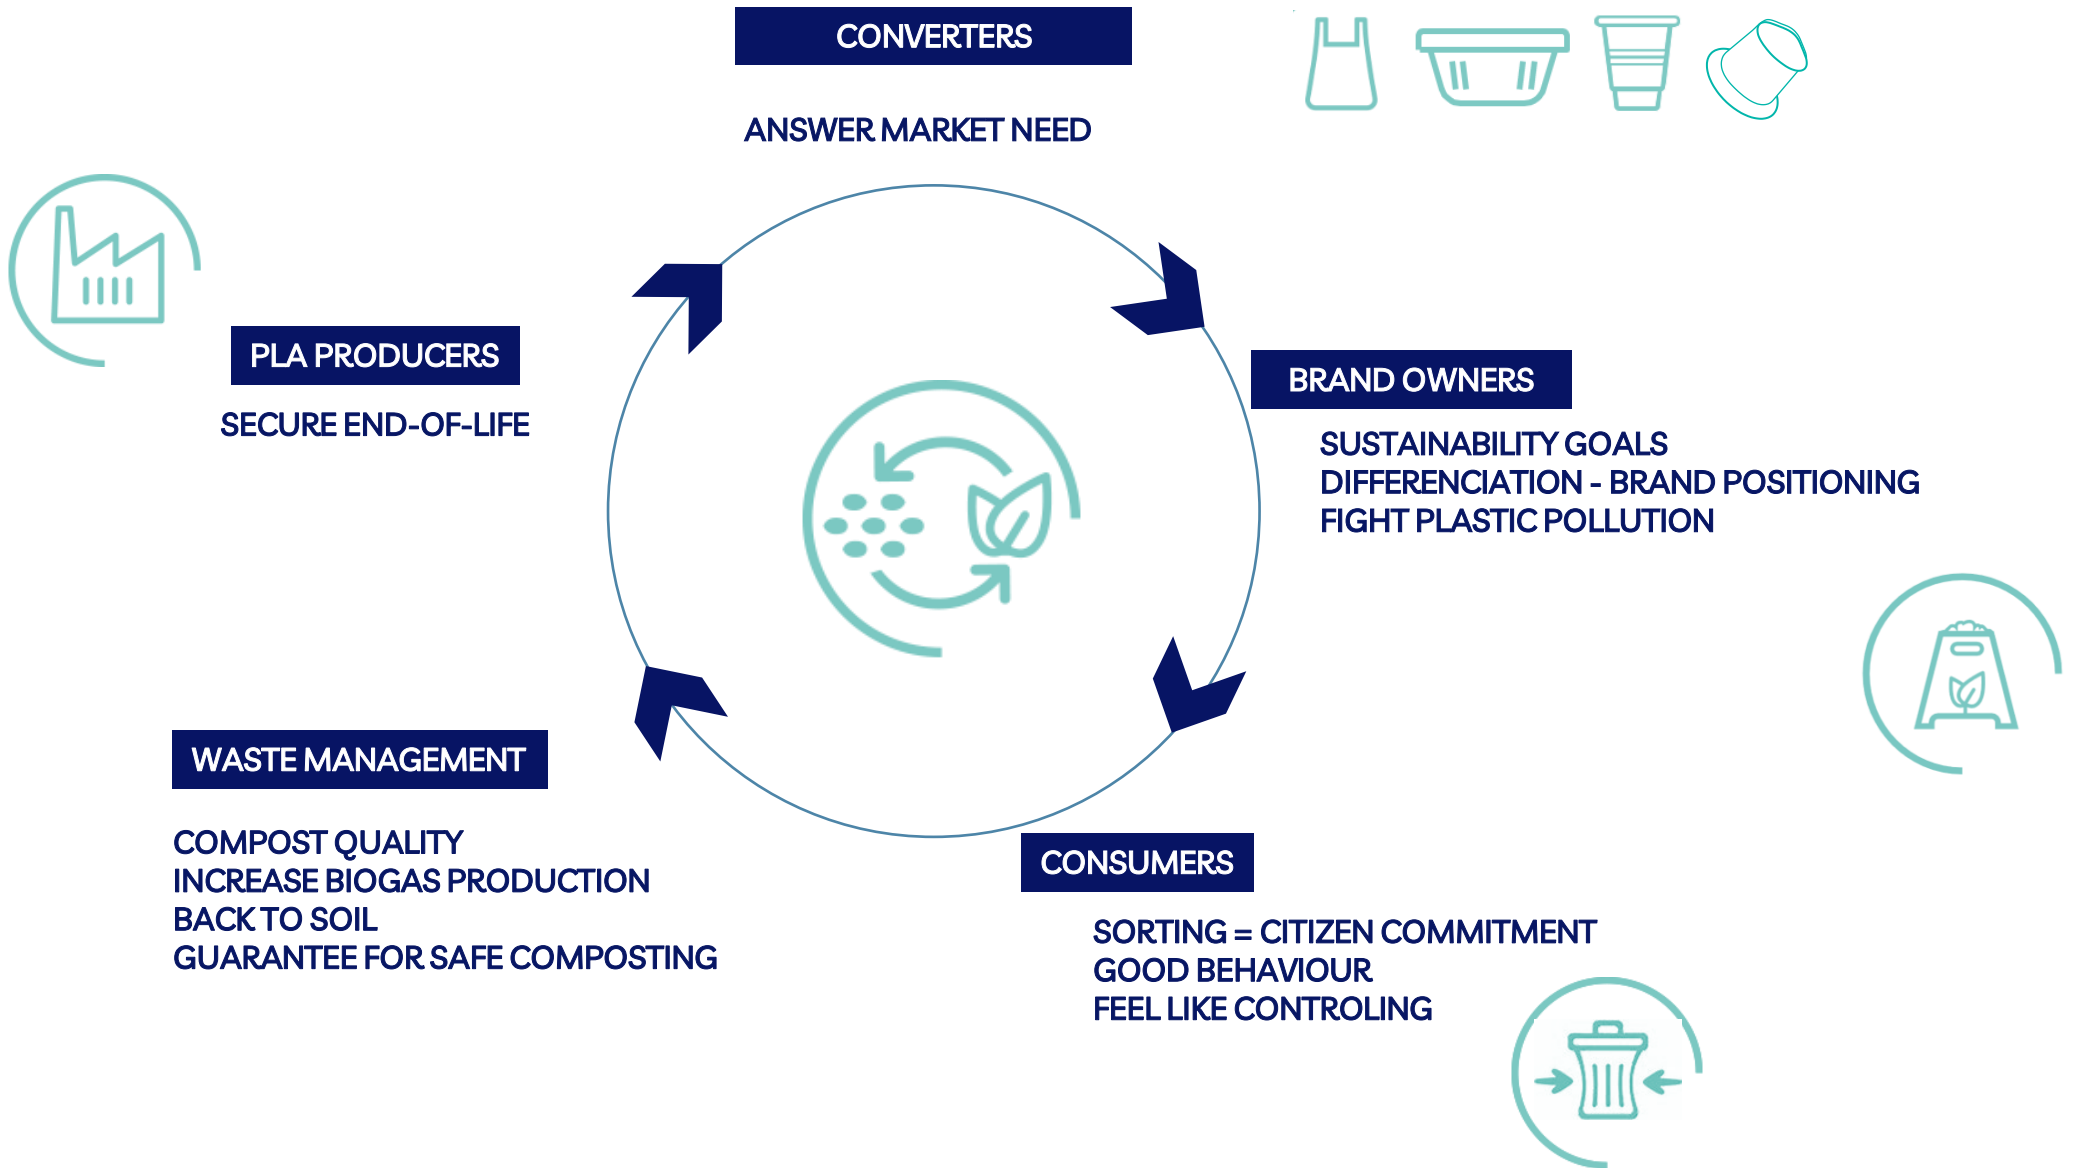 CONVERTERS
ANSWER MARKET NEED
PLA PRODUCERS
SECURE END-OF-LIFE
BRAND OWNERS
SUSTAINABILITY GOALS
DIFFERENCIATION - BRAND POSITIONING
FIGHT PLASTIC POLLUTION
WASTE MANAGEMENT
COMPOST QUALITY
INCREASE BIOGAS PRODUCTION
BACK TO SOIL
GUARANTEE FOR SAFE COMPOSTING
CONSUMERS
SORTING = CITIZEN COMMITMENT
GOOD BEHAVIOUR
FEEL LIKE CONTROLING